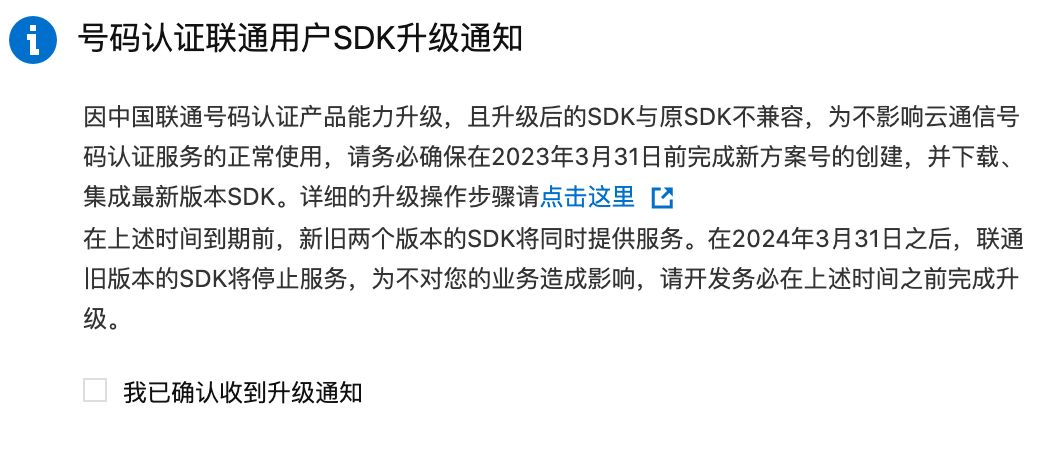 号码认证联通用户SDK升级通知
因中国联通号码认证产品能力升级，且升级后的SDK与原SDK不兼容，为不影响云通信号
码认证服务的正常使用，请务必确保在2023年3月31日前完成新方案号的创建，并下载、
集成最新版本SDK。详细的升级操作步骤请点击这里
在上述时间到期前，新旧两个版本的SDK将同时提供服务。在2024年3月31日之后，联通
旧版本的SDK将停止服务，为不对您的业务造成影响，请开发务必在上述时间之前完成升
级。
我已确认收到升级通知